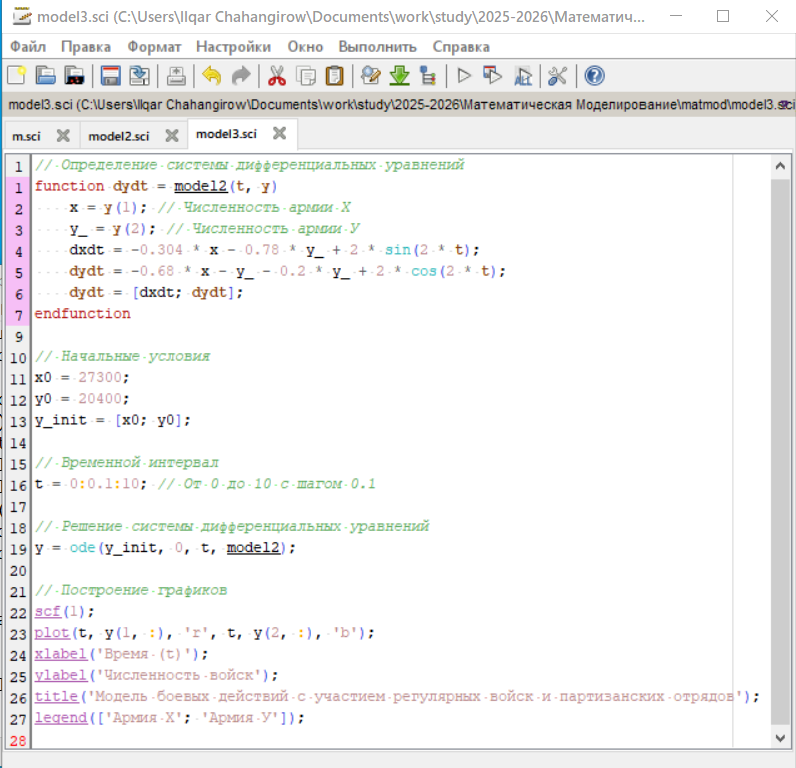 model3.sci (C:\Users\Ilqar Chahangirow\Documents\work\study\2025-2026\Математич...
Файл Правка Формат Настройки Окно Выполнить Справка
model3.sci (C:\Users\Ilqar Chahangirow\Documents\work\study\2025-2026\Математическая Моделирование\matmod\model3.sci
m.sci model2.sci model3.sci
1 // Определение системы дифференциальных уравнений
1 function dydt = model2(t, y)
2 x = y(1); // Численность армии X
3 y_ = y(2); // Численность армии У
4 dxdt = -0.304 * x - 0.78 * y_ + 2 * sin(2 * t);
5 dydt = -0.68 * x - y_ - 0.2 * y_ + 2 * cos(2 * t);
6 dydt = [dxdt; dydt];
7 endfunction
9
10 // Начальные условия
11 x0 = 27300;
12 y0 = 20400;
13 y_init = [x0; y0];
14
15 // Временной интервал
16 t = 0:0.1:10; // От 0 до 10 с шагом 0.1
17
18 // Решение системы дифференциальных уравнений
19 y = ode(y_init, 0, t, model2);
20
21 // Построение графиков
22 scf(1);
23 plot(t, y(1, :), 'r', t, y(2, :), 'b');
24 xlabel('Время (t)');
25 ylabel('Численность войск');
26 title('Модель боевых действий с участием регулярных войск и партизанских отрядов');
27 legend(['Армия X'; 'Армия У']);
28